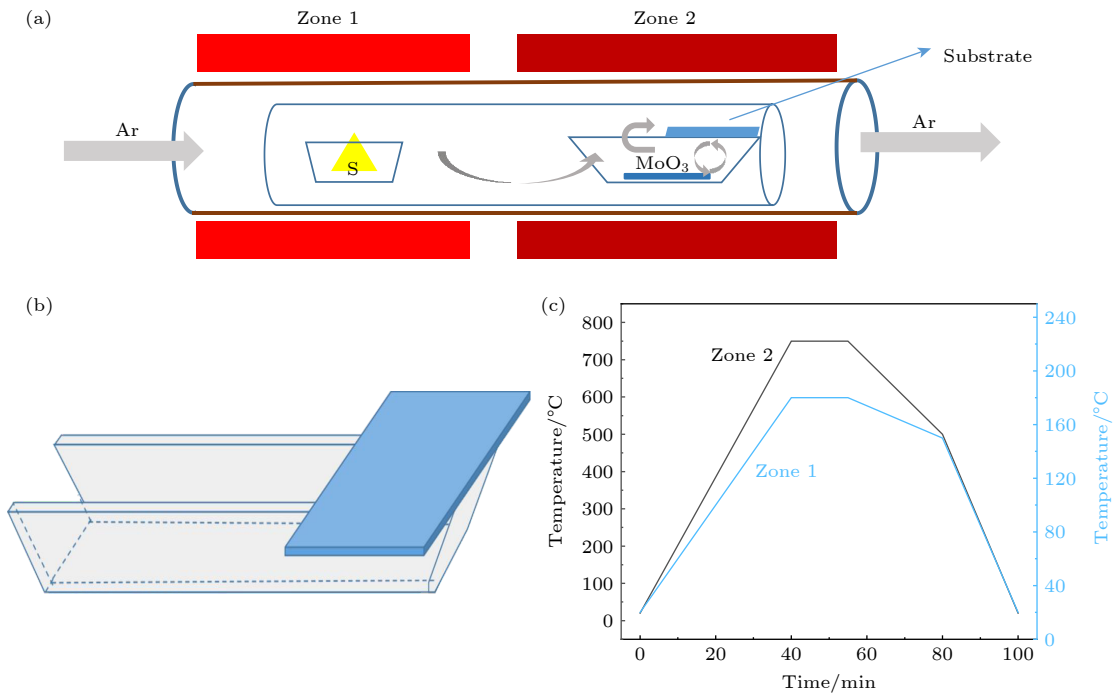 (a)
Zone 1
Zone 2
Substrate
Ar
Ar
S
MoO₃
(b)
(c)
800
700
600
500
400
300
200
100
0
Temperature/°C
Zone 2
Zone 1
240
200
160
120
80
40
0
Temperature/°C
0 20 40 60 80 100
Time/min